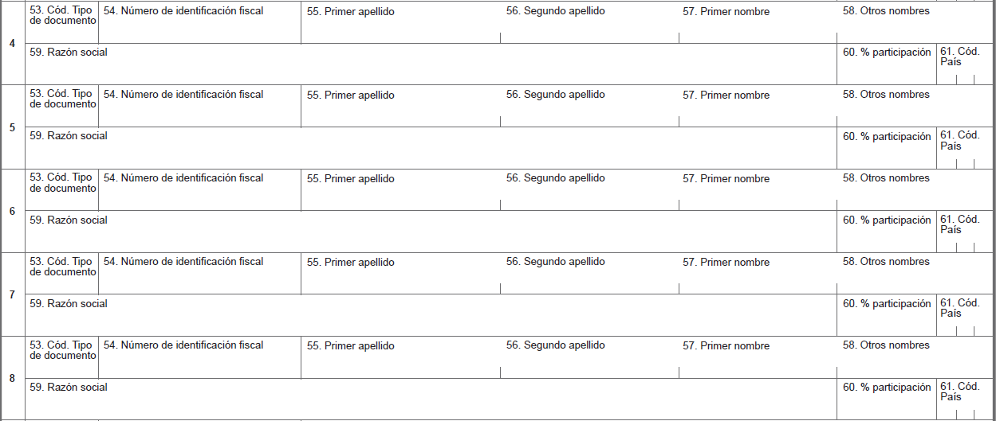 53. Cód. Tipo de documento 54. Número de identificación fiscal 55. Primer apellido 56. Segundo apellido 57. Primer nombre 58. Otros nombres
4
59. Razón social 60. % participación 61. Cód. País
53. Cód. Tipo de documento 54. Número de identificación fiscal 55. Primer apellido 56. Segundo apellido 57. Primer nombre 58. Otros nombres
5
59. Razón social 60. % participación 61. Cód. País
53. Cód. Tipo de documento 54. Número de identificación fiscal 55. Primer apellido 56. Segundo apellido 57. Primer nombre 58. Otros nombres
6
59. Razón social 60. % participación 61. Cód. País
53. Cód. Tipo de documento 54. Número de identificación fiscal 55. Primer apellido 56. Segundo apellido 57. Primer nombre 58. Otros nombres
7
59. Razón social 60. % participación 61. Cód. País
53. Cód. Tipo de documento 54. Número de identificación fiscal 55. Primer apellido 56. Segundo apellido 57. Primer nombre 58. Otros nombres
8
59. Razón social 60. % participación 61. Cód. País